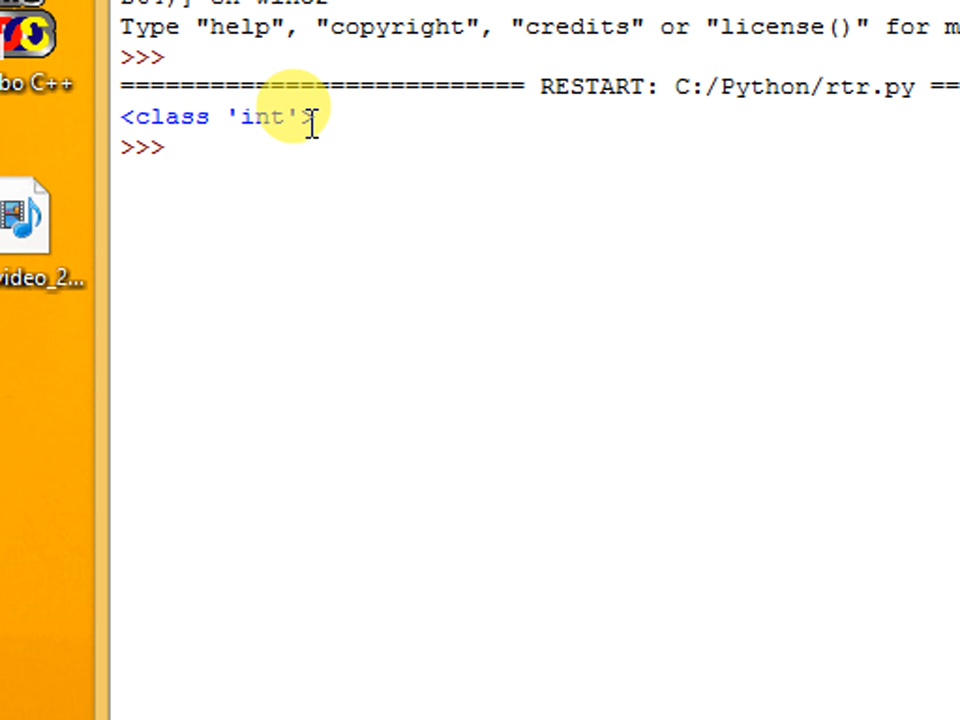 Type "help", "copyright", "credits" or "license()" for m
>>>
=========================== RESTART: C:/Python/rtr.py ==
<class 'int'>
>>>
bo C++
video_2...